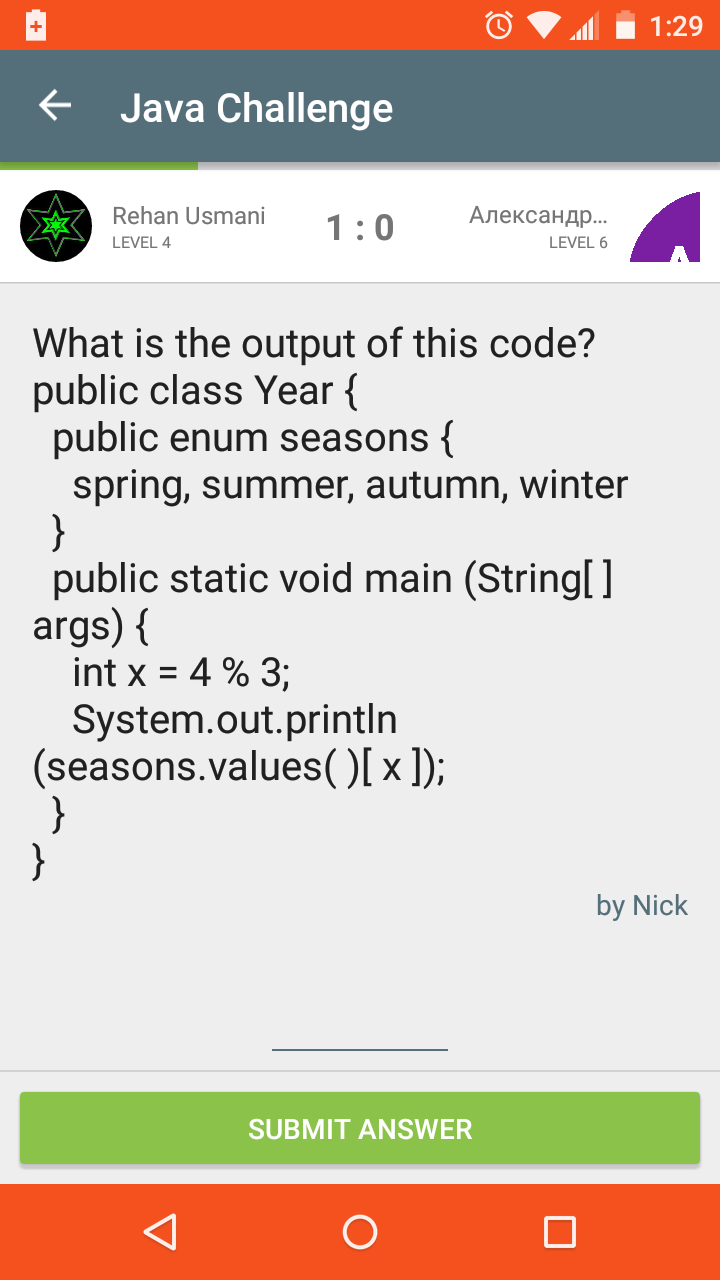 1:29
Java Challenge
Rehan Usmani
LEVEL 4
1 : 0
Александр...
LEVEL 6
What is the output of this code?
public class Year {
public enum seasons {
spring, summer, autumn, winter
}
public static void main (String[ ]
args) {
int x = 4 % 3;
System.out.println
(seasons.values( )[ x ]);
}
}
by Nick
SUBMIT ANSWER